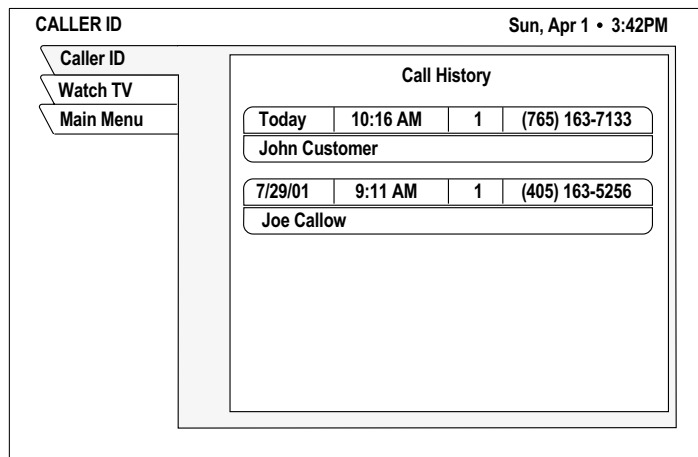 CALLER ID Sun, Apr 1 • 3:42PM
Caler ID
Watch TV
Main Menu
Call History
Today 10:16 AM 1 (765) 163-7133
John Customer
7/29/01 9:11 AM 1 (405) 163-5256
Joe Callow